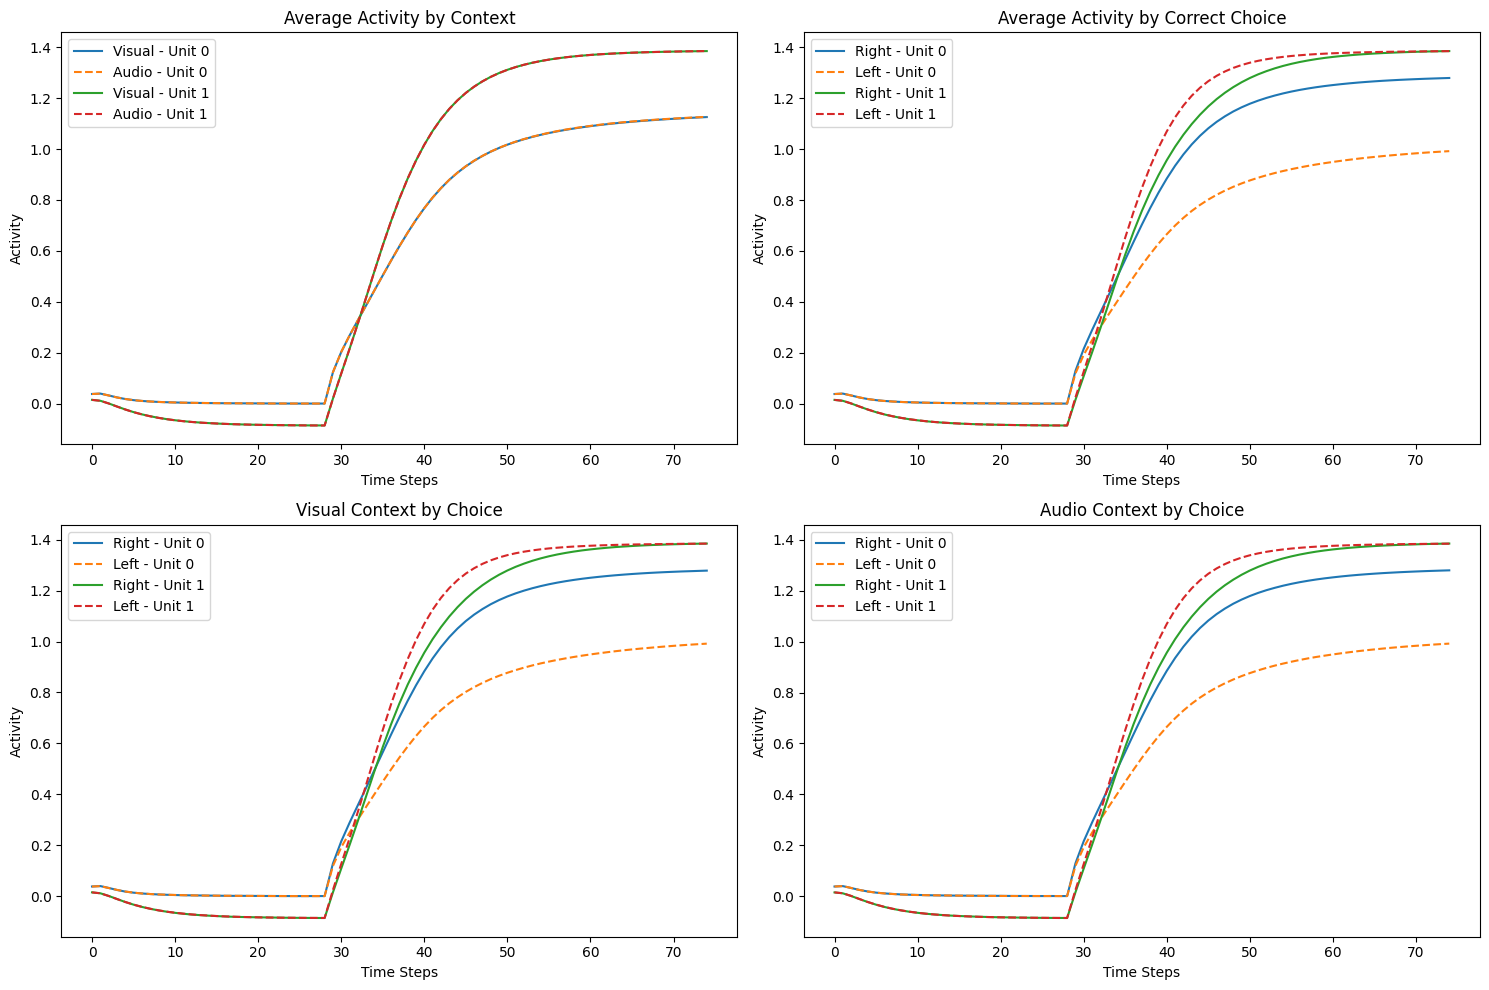 Average Activity by Context
Visual - Unit 0
Audio - Unit 0
Visual - Unit 1
Audio - Unit 1
1.4
1.2
1.0
0.8
0.6
0.4
0.2
0.0
Activity
0 10 20 30 40 50 60 70
Time Steps
Average Activity by Correct Choice
Right - Unit 0
Left - Unit 0
Right - Unit 1
Left - Unit 1
1.4
1.2
1.0
0.8
0.6
0.4
0.2
0.0
Activity
0 10 20 30 40 50 60 70
Time Steps
Visual Context by Choice
Right - Unit 0
Left - Unit 0
Right - Unit 1
Left - Unit 1
1.4
1.2
1.0
0.8
0.6
0.4
0.2
0.0
Activity
0 10 20 30 40 50 60 70
Time Steps
Audio Context by Choice
Right - Unit 0
Left - Unit 0
Right - Unit 1
Left - Unit 1
1.4
1.2
1.0
0.8
0.6
0.4
0.2
0.0
Activity
0 10 20 30 40 50 60 70
Time Steps